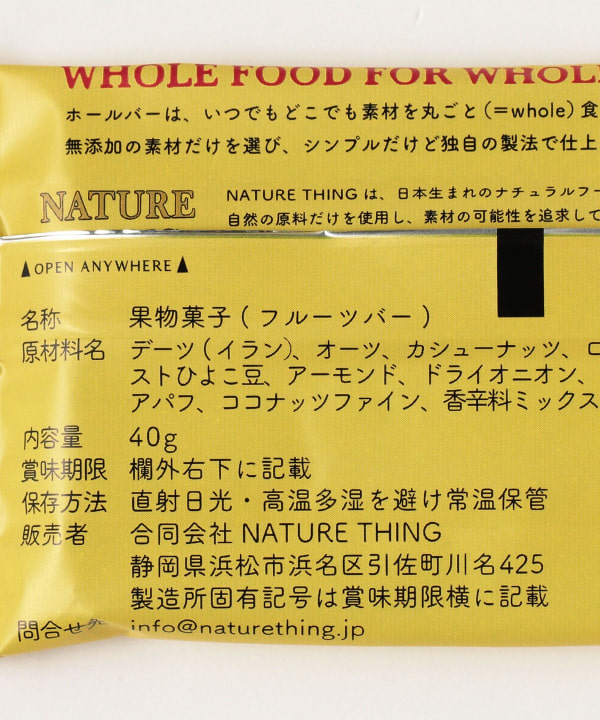 WHOLE FOOD FOR WHOLE
ホールバーは、いつでもどこでも素材を丸ごと(=whole)食
無添加の素材だけを選び、シンプルだけど独自の製法で仕上
NATURE
NATURE THING は、日本生まれのナチュラルフー
自然の原料だけを使用し、素材の可能性を追求して
OPEN ANYWHERE
名称 果物菓子(フルーツバー)
原材料名 デーツ(イラン)、オーツ、カシューナッツ、ロ
ストひよこ豆、アーモンド、ドライオニオン、
アパフ、ココナッツファイン、香辛料ミックス
内容量 40g
賞味期限 欄外右下に記載
保存方法 直射日光・高温多湿を避け常温保管
販売者 合同会社 NATURE THING
静岡県浜松市浜名区引佐町川名425
製造所固有記号は賞味期限横に記載
問合せ先 info@naturething.jp